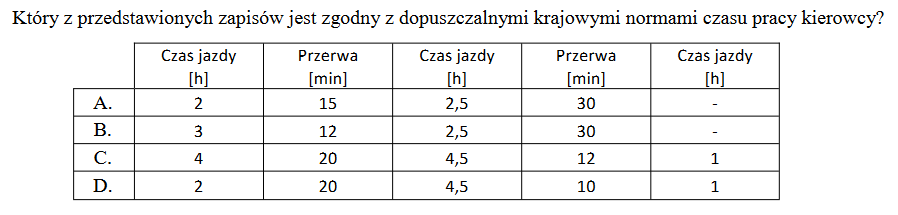 Który z przedstawionych zapisów jest zgodny z dopuszczalnymi krajowymi normami czasu pracy kierowcy?
Czas jazdy [h] Przerwa [min] Czas jazdy [h] Przerwa [min] Czas jazdy [h]
A. 2 15 2,5 30 -
B. 3 12 2,5 30 -
C. 4 20 4,5 12 1
D. 2 20 4,5 10 1